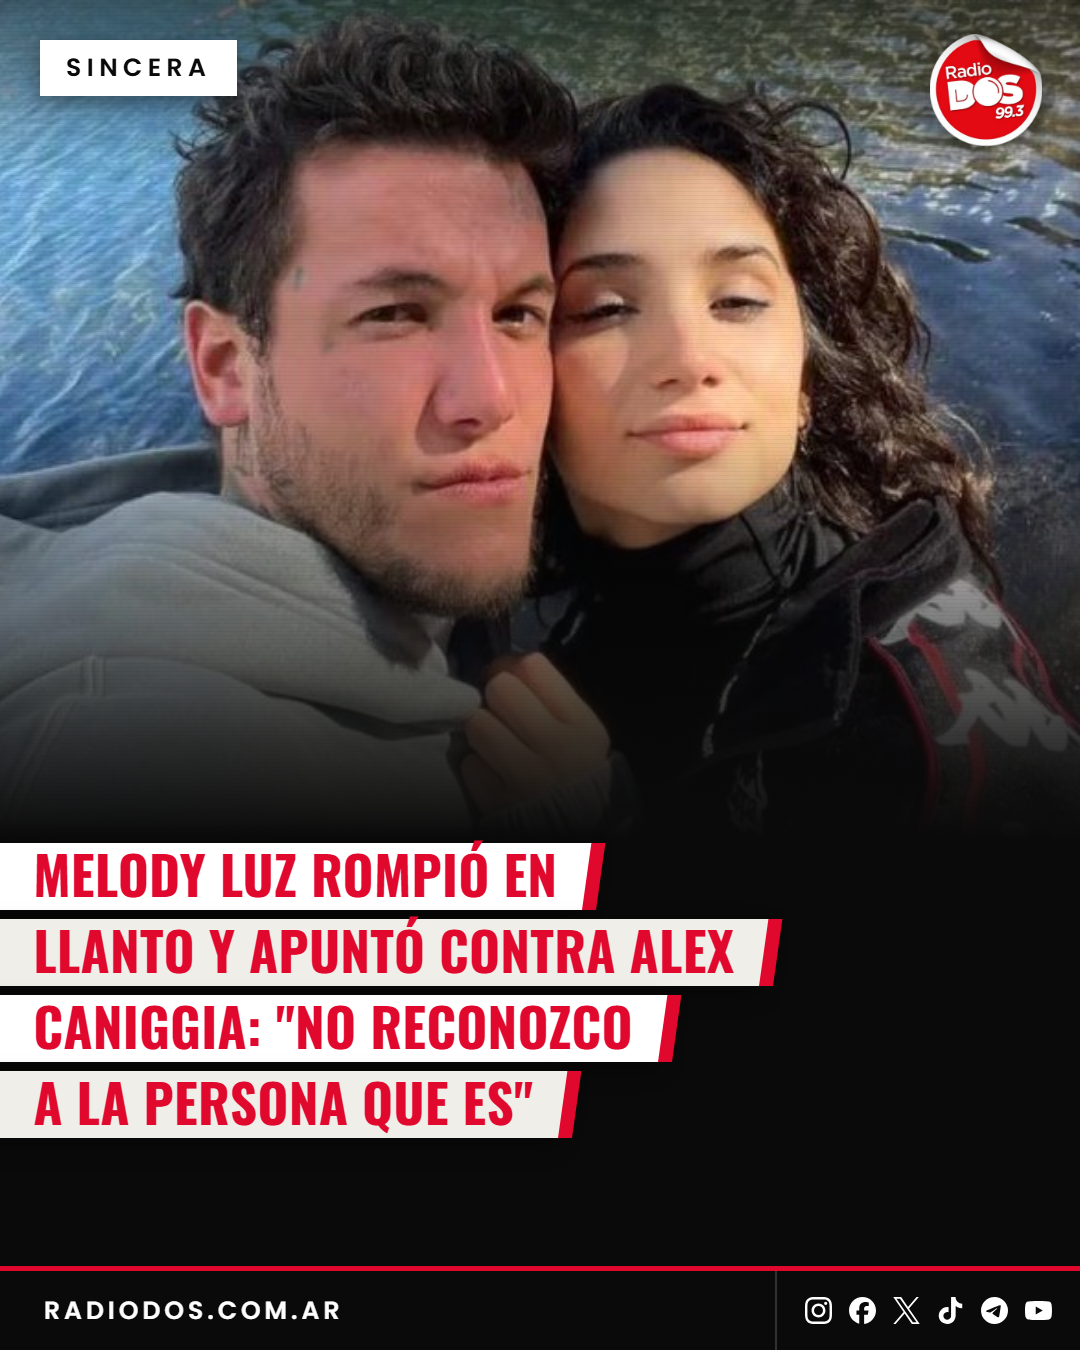 SINCERA
Radio
DOS
99.3
MELODY LUZ ROMPIÓ EN
LLANTO Y APUNTÓ CONTRA ALEX
CANIGGIA: "NO RECONOZCO
A LA PERSONA QUE ES"
RADIODOS.COM.AR